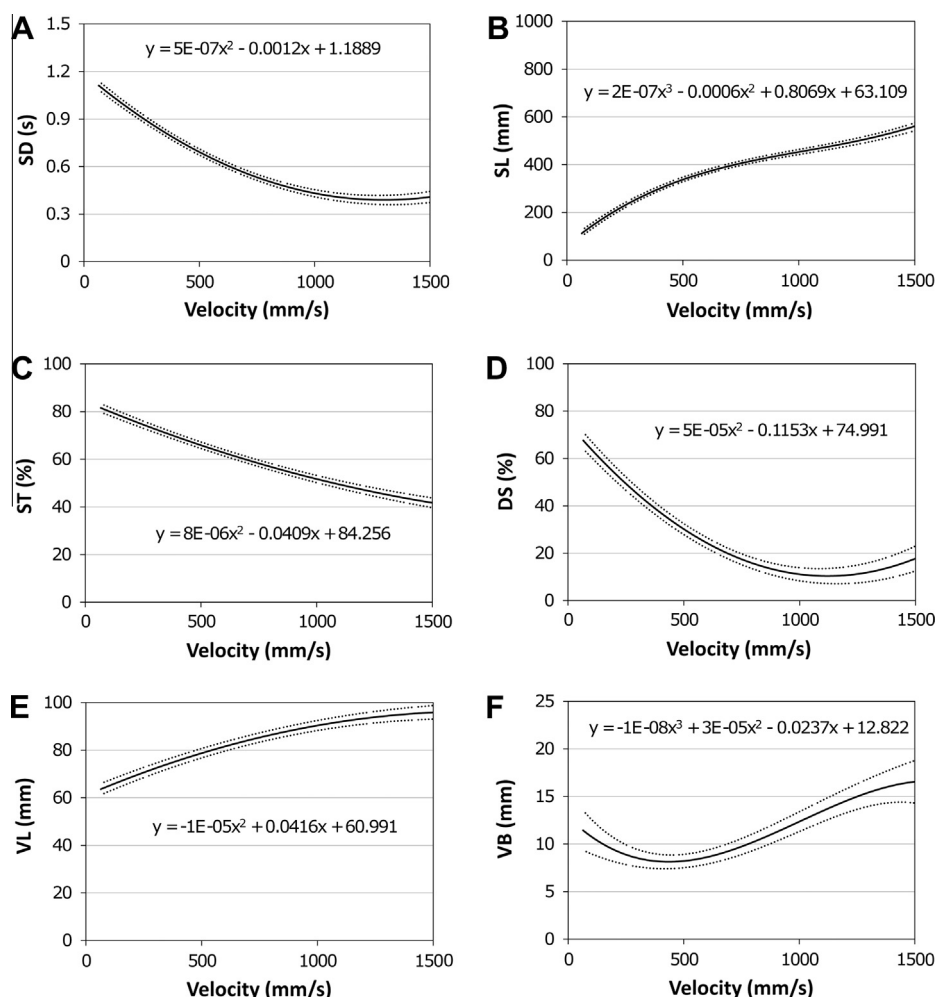 A
1.5
1.2
0.9
0.6
0.3
0
SD (s)
y = 5E-07x² - 0.0012x + 1.1889
0 500 1000 1500
Velocity (mm/s)
B
1000
800
600
400
200
0
SL (mm)
y = 2E-07x³ - 0.0006x² + 0.8069x + 63.109
0 500 1000 1500
Velocity (mm/s)
C
100
80
60
40
20
0
ST (%)
y = 8E-06x² - 0.0409x + 84.256
0 500 1000 1500
Velocity (mm/s)
D
100
80
60
40
20
0
DS (%)
y = 5E-05x² - 0.1153x + 74.991
0 500 1000 1500
Velocity (mm/s)
E
100
80
60
40
20
0
VL (mm)
y = -1E-05x² + 0.0416x + 60.991
0 500 1000 1500
Velocity (mm/s)
F
25
20
15
10
5
0
VB (mm)
y = -1E-08x³ + 3E-05x² - 0.0237x + 12.822
0 500 1000 1500
Velocity (mm/s)